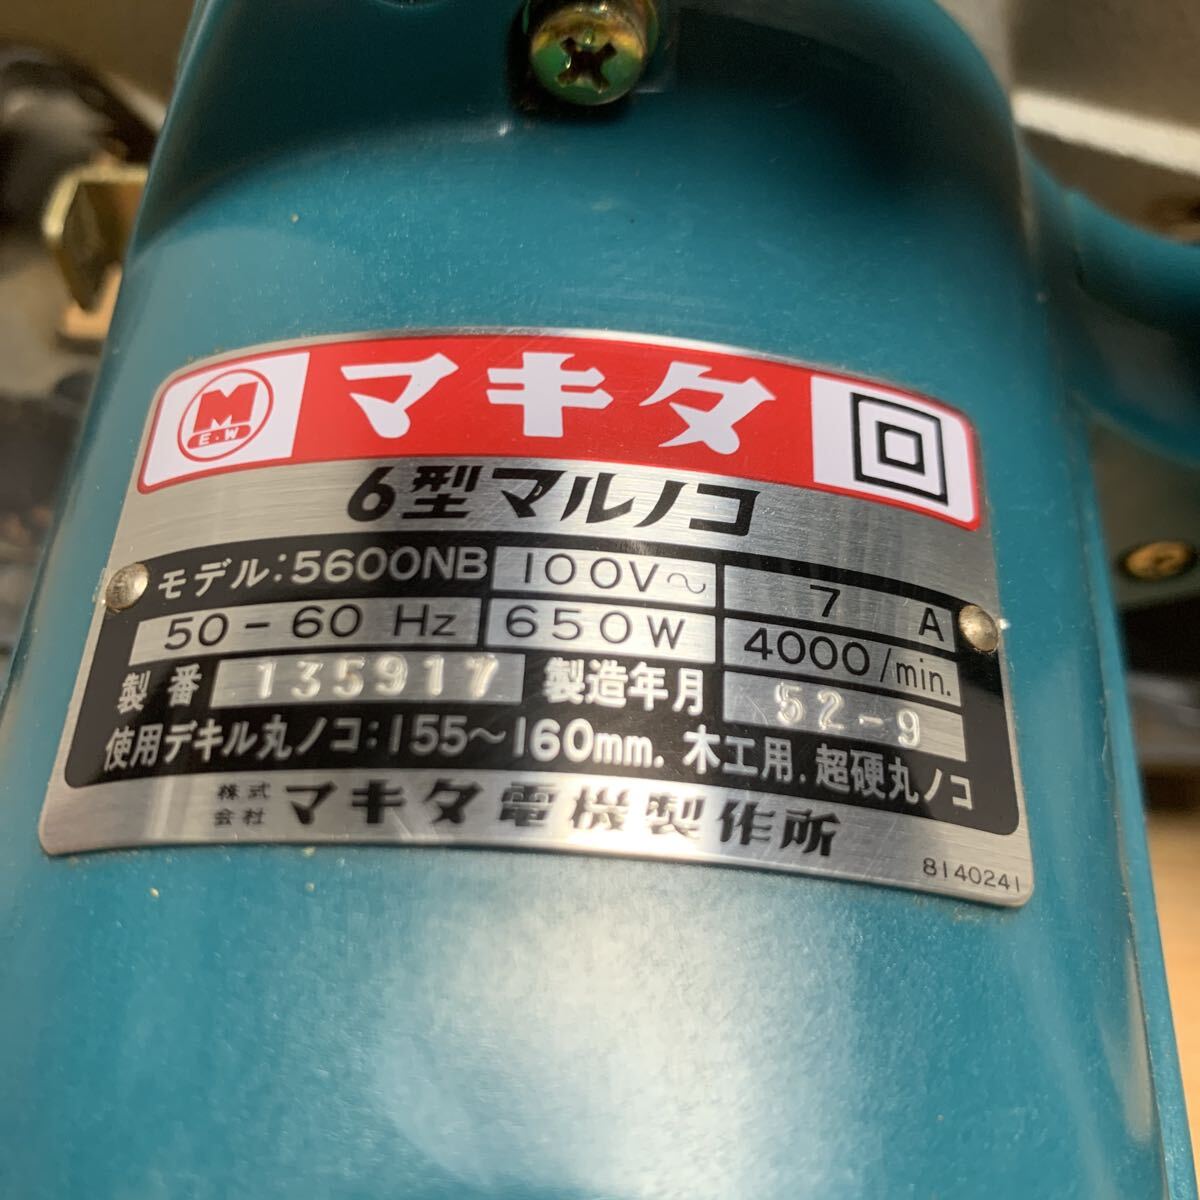 M
E.W
マキタ
6型マルノコ
モデル:5600NB 100V～ 7 A
50-60 Hz 650W 4000/min.
製番 135917 製造年月 52-9
使用デキル丸ノコ:155～160mm. 木工用.超硬丸ノコ
株式会社 マキタ電機製作所
8140241